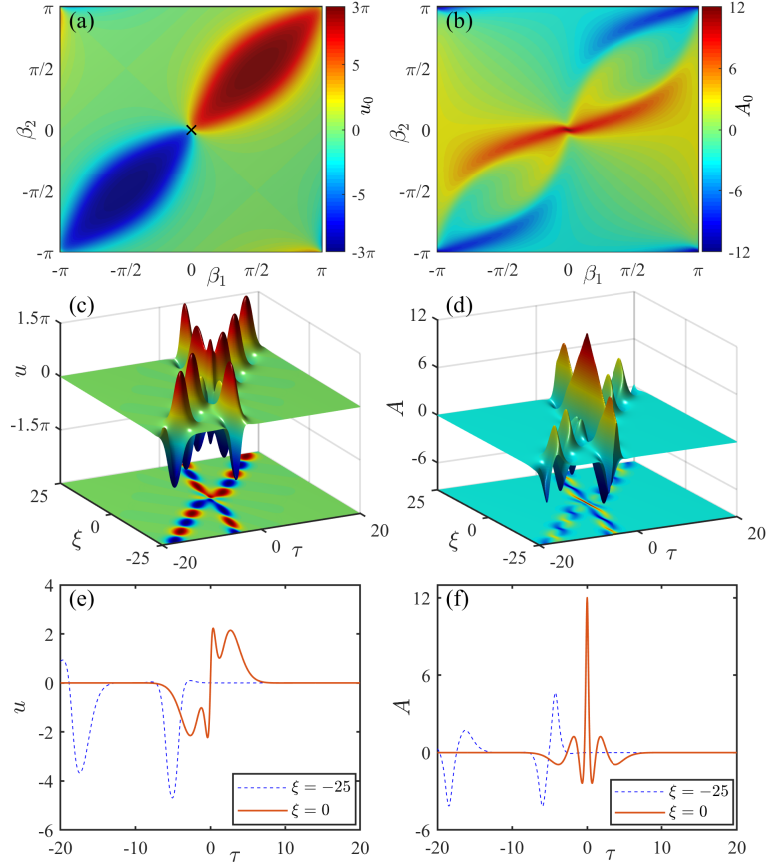 (a)
π
π/2
0
-π/2
-π
β₂
-π
-π/2
0
β₁
π/2
π
3π
5
0
-5
-3π
u₀
(b)
π
π/2
0
-π/2
-π
β₂
-π
-π/2
0
β₁
π/2
π
12
6
0
-6
-12
A₀
(c)
1.5π
0
-1.5π
u
25
0
-25
ξ
-20
0
τ
20
(d)
12
6
0
-6
A
25
0
-25
ξ
-20
0
τ
20
(e)
4
2
0
-2
-4
-6
u
-20
-10
0
τ
10
20
ξ = −25
ξ = 0
(f)
12
6
0
-6
A
-20
-10
0
τ
10
20
ξ = −25
ξ = 0